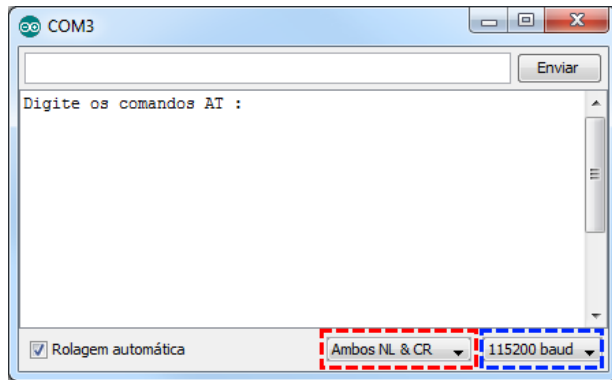 COM3
Enviar
Digite os comandos AT :
Rolagem automática
Ambos NL & CR
115200 baud